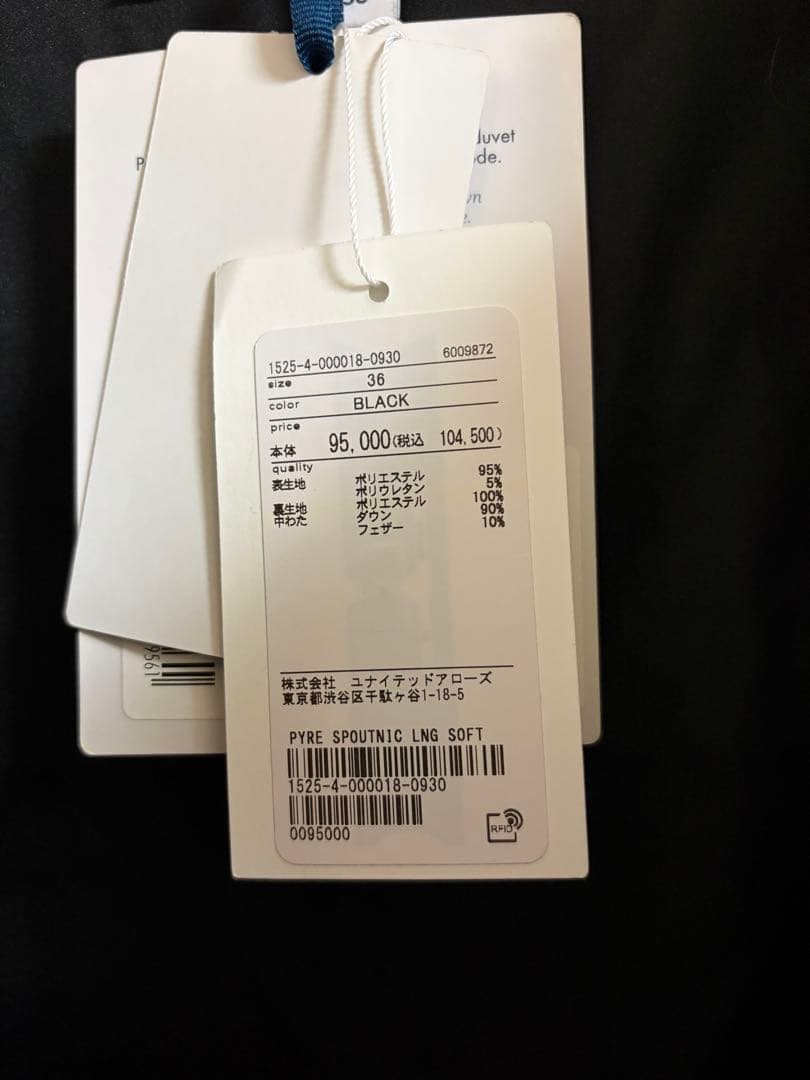 duvet
de.
1525-4-000018-0930 6009872
size 36
color BLACK
price
本体 95,000(税込 104,500)
quality
表生地 ポリエステル 95%
ポリウレタン 5%
裏生地 ポリエステル 100%
中わた ダウン 90%
フェザー 10%
株式会社 ユナイテッドアローズ
東京都渋谷区千駄ヶ谷1-18-5
PYRE SPOUTNIC LNG SOFT
1525-4-000018-0930
0095000
RFID